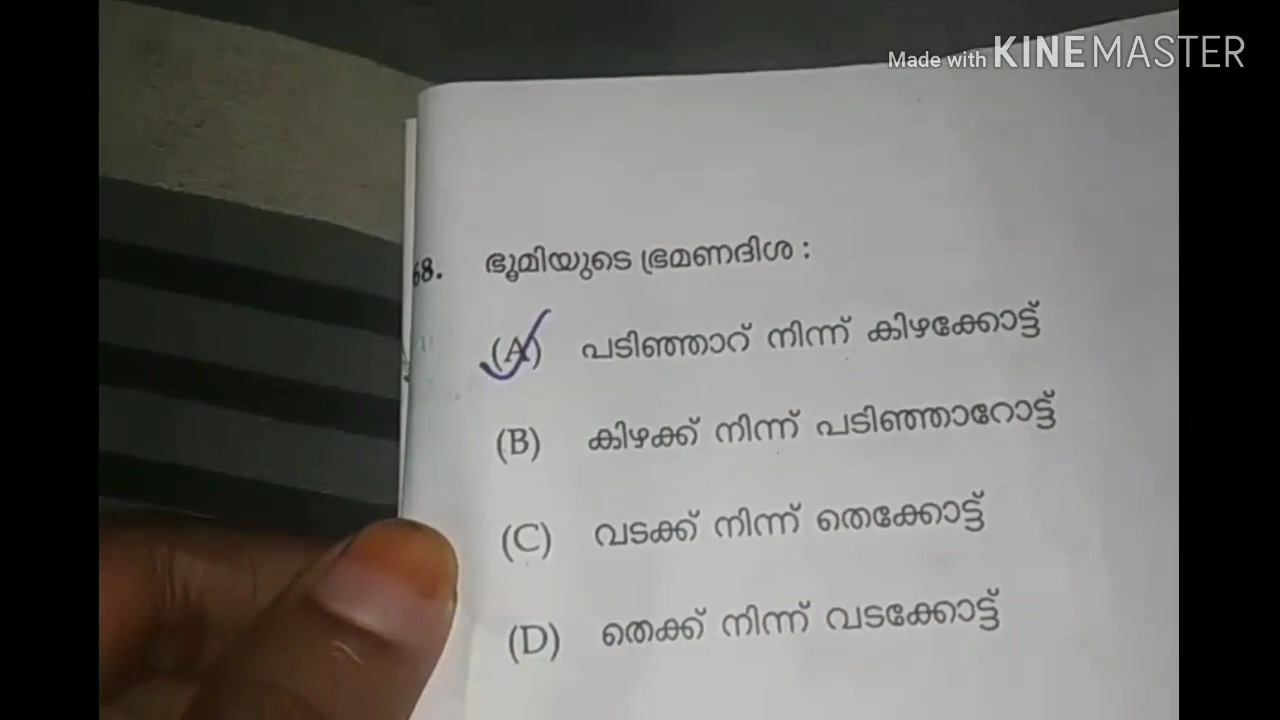 Made with KINEMASTER
68. ഭൂമിയുടെ ഭ്രമണദിശ :
(A) പടിഞ്ഞാറ് നിന്ന് കിഴക്കോട്ട്
(B) കിഴക്ക് നിന്ന് പടിഞ്ഞാറോട്ട്
(C) വടക്ക് നിന്ന് തെക്കോട്ട്
(D) തെക്ക് നിന്ന് വടക്കോട്ട്